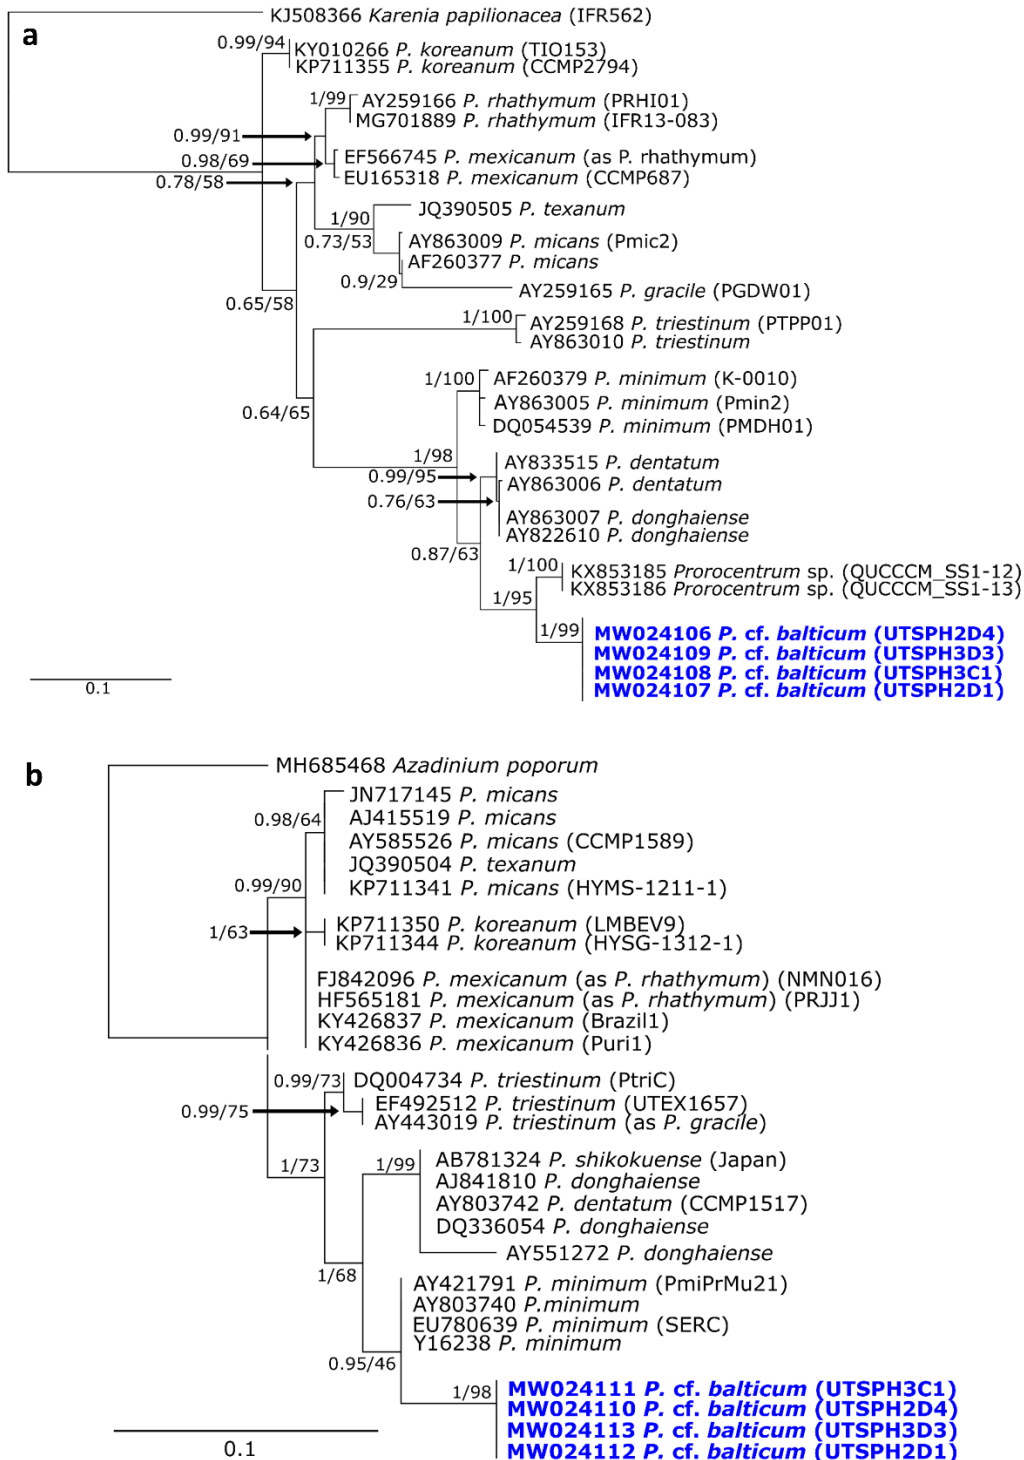 a
KJ508366 Karenia papilionacea (IFR562)
0.99/94
KY010266 P. koreanum (TIO153)
KP711355 P. koreanum (CCMP2794)
1/99
AY259166 P. rhathymum (PRHI01)
MG701889 P. rhathymum (IFR13-083)
0.99/91
0.98/69
EF566745 P. mexicanum (as P. rhathymum)
EU165318 P. mexicanum (CCMP687)
0.78/58
JQ390505 P. texanum
1/90
0.73/53
AY863009 P. micans (Pmic2)
AF260377 P. micans
0.9/29
AY259165 P. gracile (PGDW01)
0.65/58
1/100
AY259168 P. triestinum (PTPP01)
AY863010 P. triestinum
1/100
AF260379 P. minimum (K-0010)
AY863005 P. minimum (Pmin2)
0.64/65
DQ054539 P. minimum (PMDH01)
1/98
AY833515 P. dentatum
0.99/95
AY863006 P. dentatum
0.76/63
AY863007 P. donghaiense
AY822610 P. donghaiense
0.87/63
1/100
KX853185 Prorocentrum sp. (QUCCCM_SS1-12)
KX853186 Prorocentrum sp. (QUCCCM_SS1-13)
1/95
1/99
MW024106 P. cf. balticum (UTSPH2D4)
MW024109 P. cf. balticum (UTSPH3D3)
MW024108 P. cf. balticum (UTSPH3C1)
MW024107 P. cf. balticum (UTSPH2D1)
0.1
b
MH685468 Azadinium poporum
JN717145 P. micans
0.98/64
AJ415519 P. micans
AY585526 P. micans (CCMP1589)
JQ390504 P. texanum
0.99/90
KP711341 P. micans (HYMS-1211-1)
1/63
KP711350 P. koreanum (LMBEV9)
KP711344 P. koreanum (HYSG-1312-1)
FJ842096 P. mexicanum (as P. rhathymum) (NMN016)
HF565181 P. mexicanum (as P. rhathymum) (PRJJ1)
KY426837 P. mexicanum (Brazil1)
KY426836 P. mexicanum (Puri1)
0.99/73
DQ004734 P. triestinum (PtriC)
0.99/75
EF492512 P. triestinum (UTEX1657)
AY443019 P. triestinum (as P. gracile)
1/73
1/99
AB781324 P. shikokuense (Japan)
AJ841810 P. donghaiense
AY803742 P. dentatum (CCMP1517)
DQ336054 P. donghaiense
AY551272 P. donghaiense
1/68
AY421791 P. minimum (PmiPrMu21)
AY803740 P.minimum
EU780639 P. minimum (SERC)
Y16238 P. minimum
0.95/46
1/98
MW024111 P. cf. balticum (UTSPH3C1)
MW024110 P. cf. balticum (UTSPH2D4)
MW024113 P. cf. balticum (UTSPH3D3)
MW024112 P. cf. balticum (UTSPH2D1)
0.1